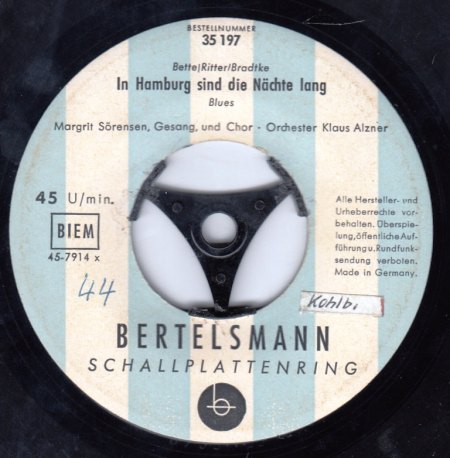 BESTELLNUMMER
35 197
Bette/Ritter/Bradtke
In Hamburg sind die Nächte lang
Blues
Margrit Sörensen, Gesang, und Chor - Orchester Klaus Alzner
45 U/min.
BIEM
45-7914 x
44
Alle Hersteller- und
Urheberrechte vor-
behalten. Überspie-
lung, öffentliche Auf-
führung u. Rundfunk-
sendung verboten.
Made in Germany.
Kohlb.
BERTELSMANN
SCHALLPLATTENRING
b